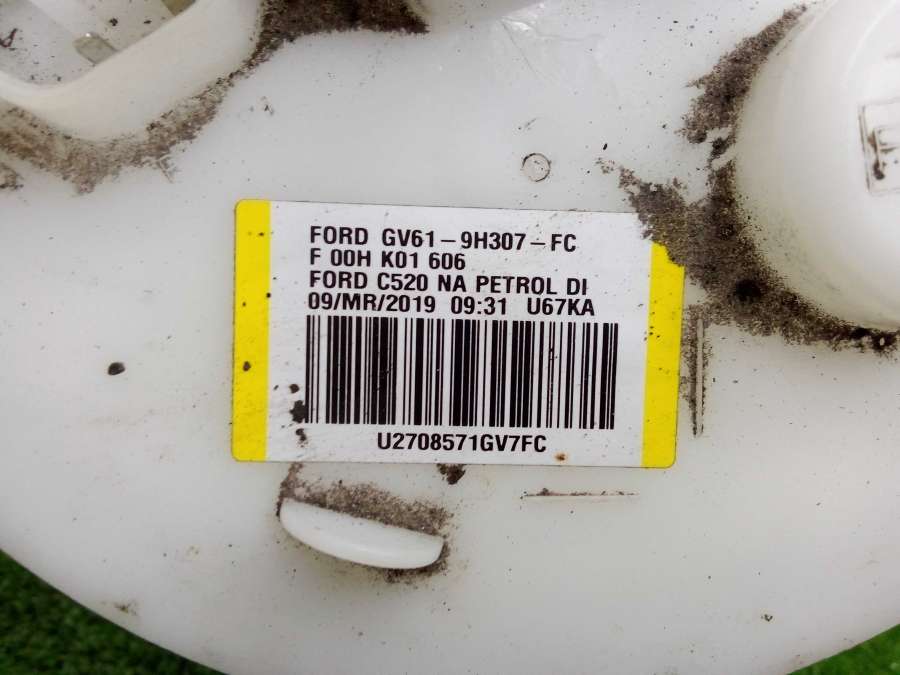 FORD GV61-9H307-FC
F 00H K01 606
FORD C520 NA PETROL DI
09/MR/2019 09:31 U67KA
U2708571GV7FC